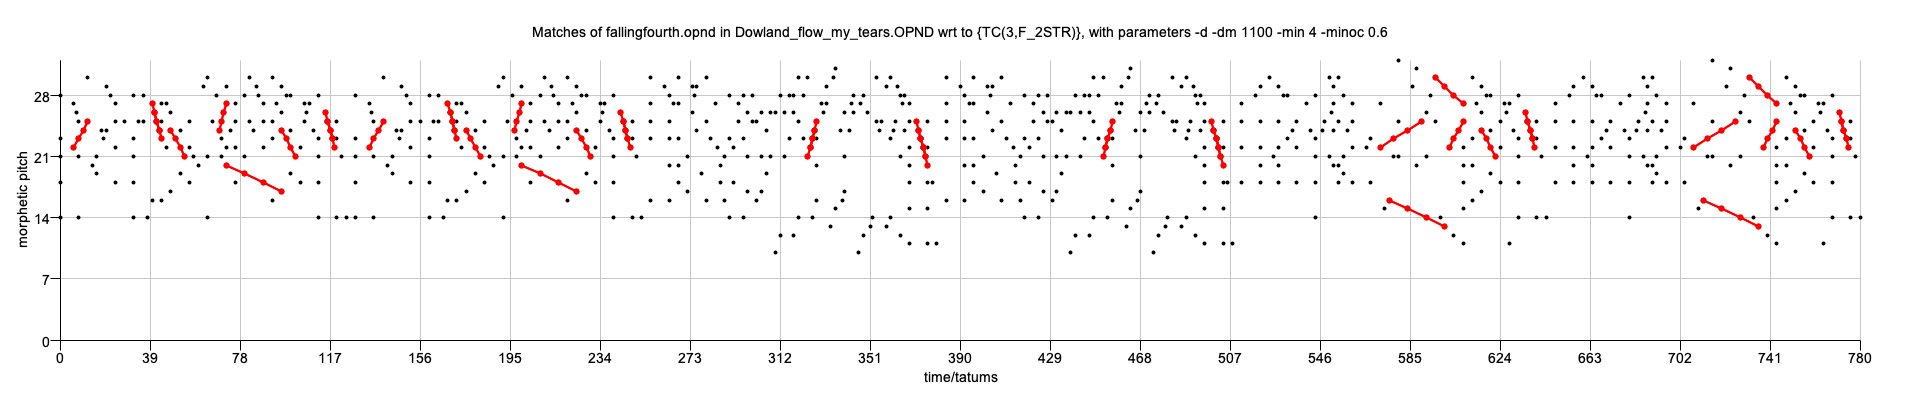 Matches of fallingfourth.opnd in Dowland_flow_my_tears.OPND wrt to {TC(3,F_2STR)}, with parameters -d -dm 1100 -min 4 -minoc 0.6
morphetic pitch
28
21
14
7
0
0 39 78 117 156 195 234 273 312 351 390 429 468 507 546 585 624 663 702 741 780
time/tatums